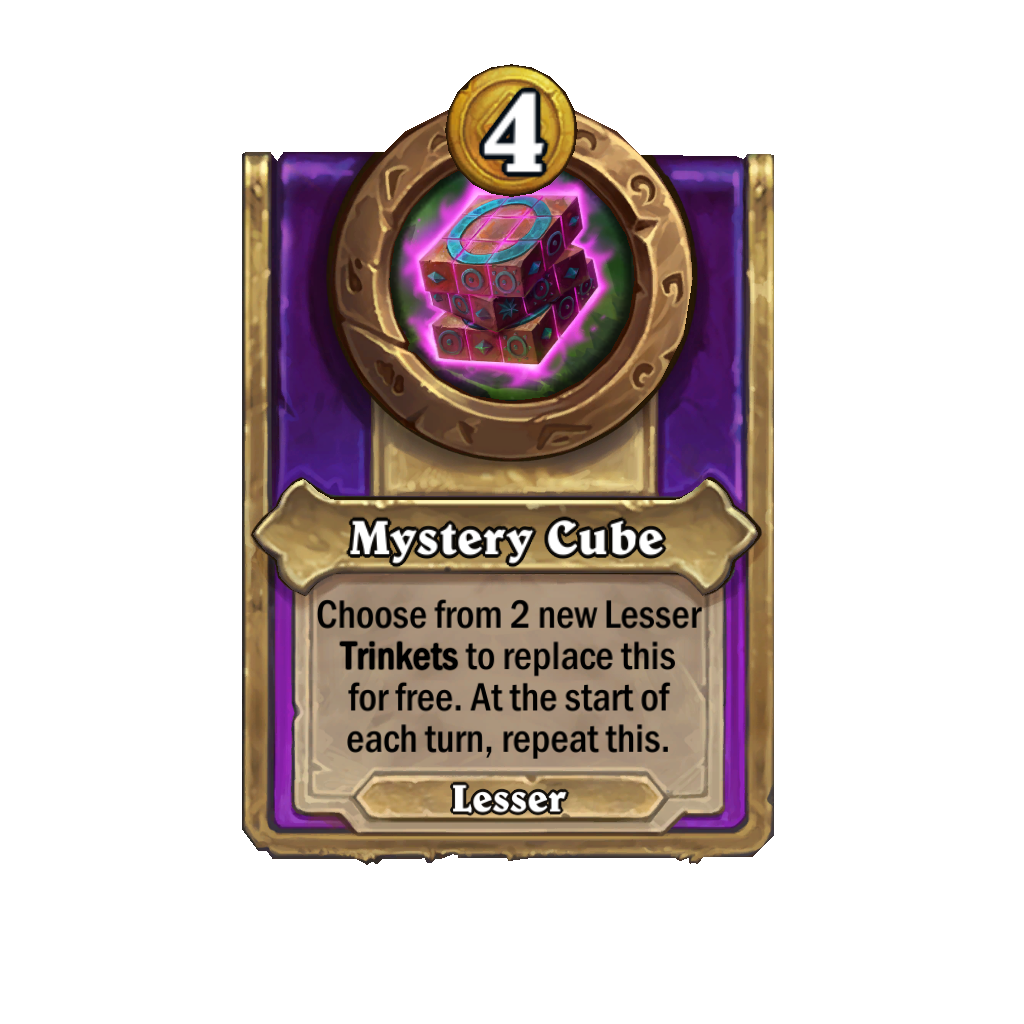 4
Mystery Cube
Choose from 2 new Lesser
Trinkets to replace this
for free. At the start of
each turn, repeat this.
Lesser